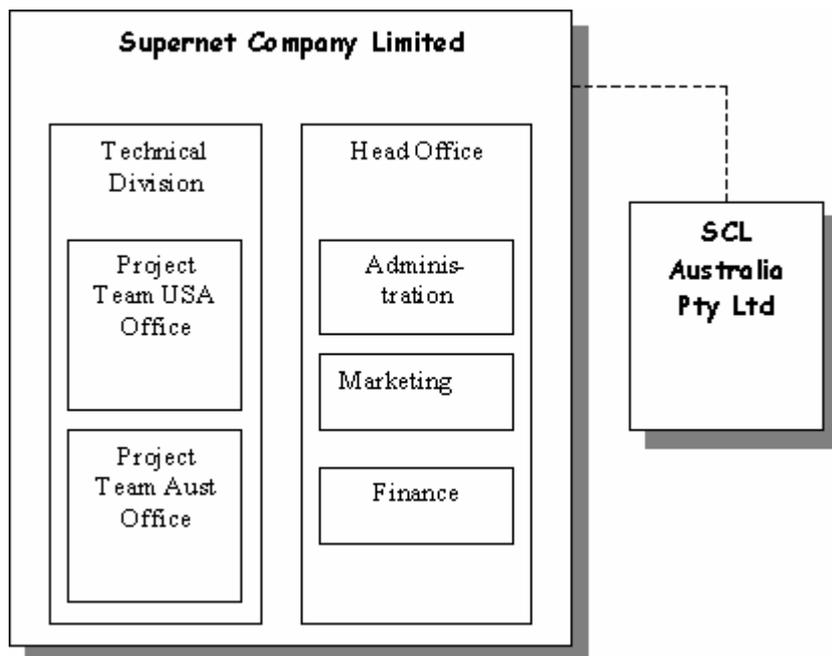 Supernet Company Limited
Technical
Division
Project
Team USA
Office
Project
Team Aust
Office
Head Office
Adminis-
tration
Marketing
Finance
SCL
Australia
Pty Ltd